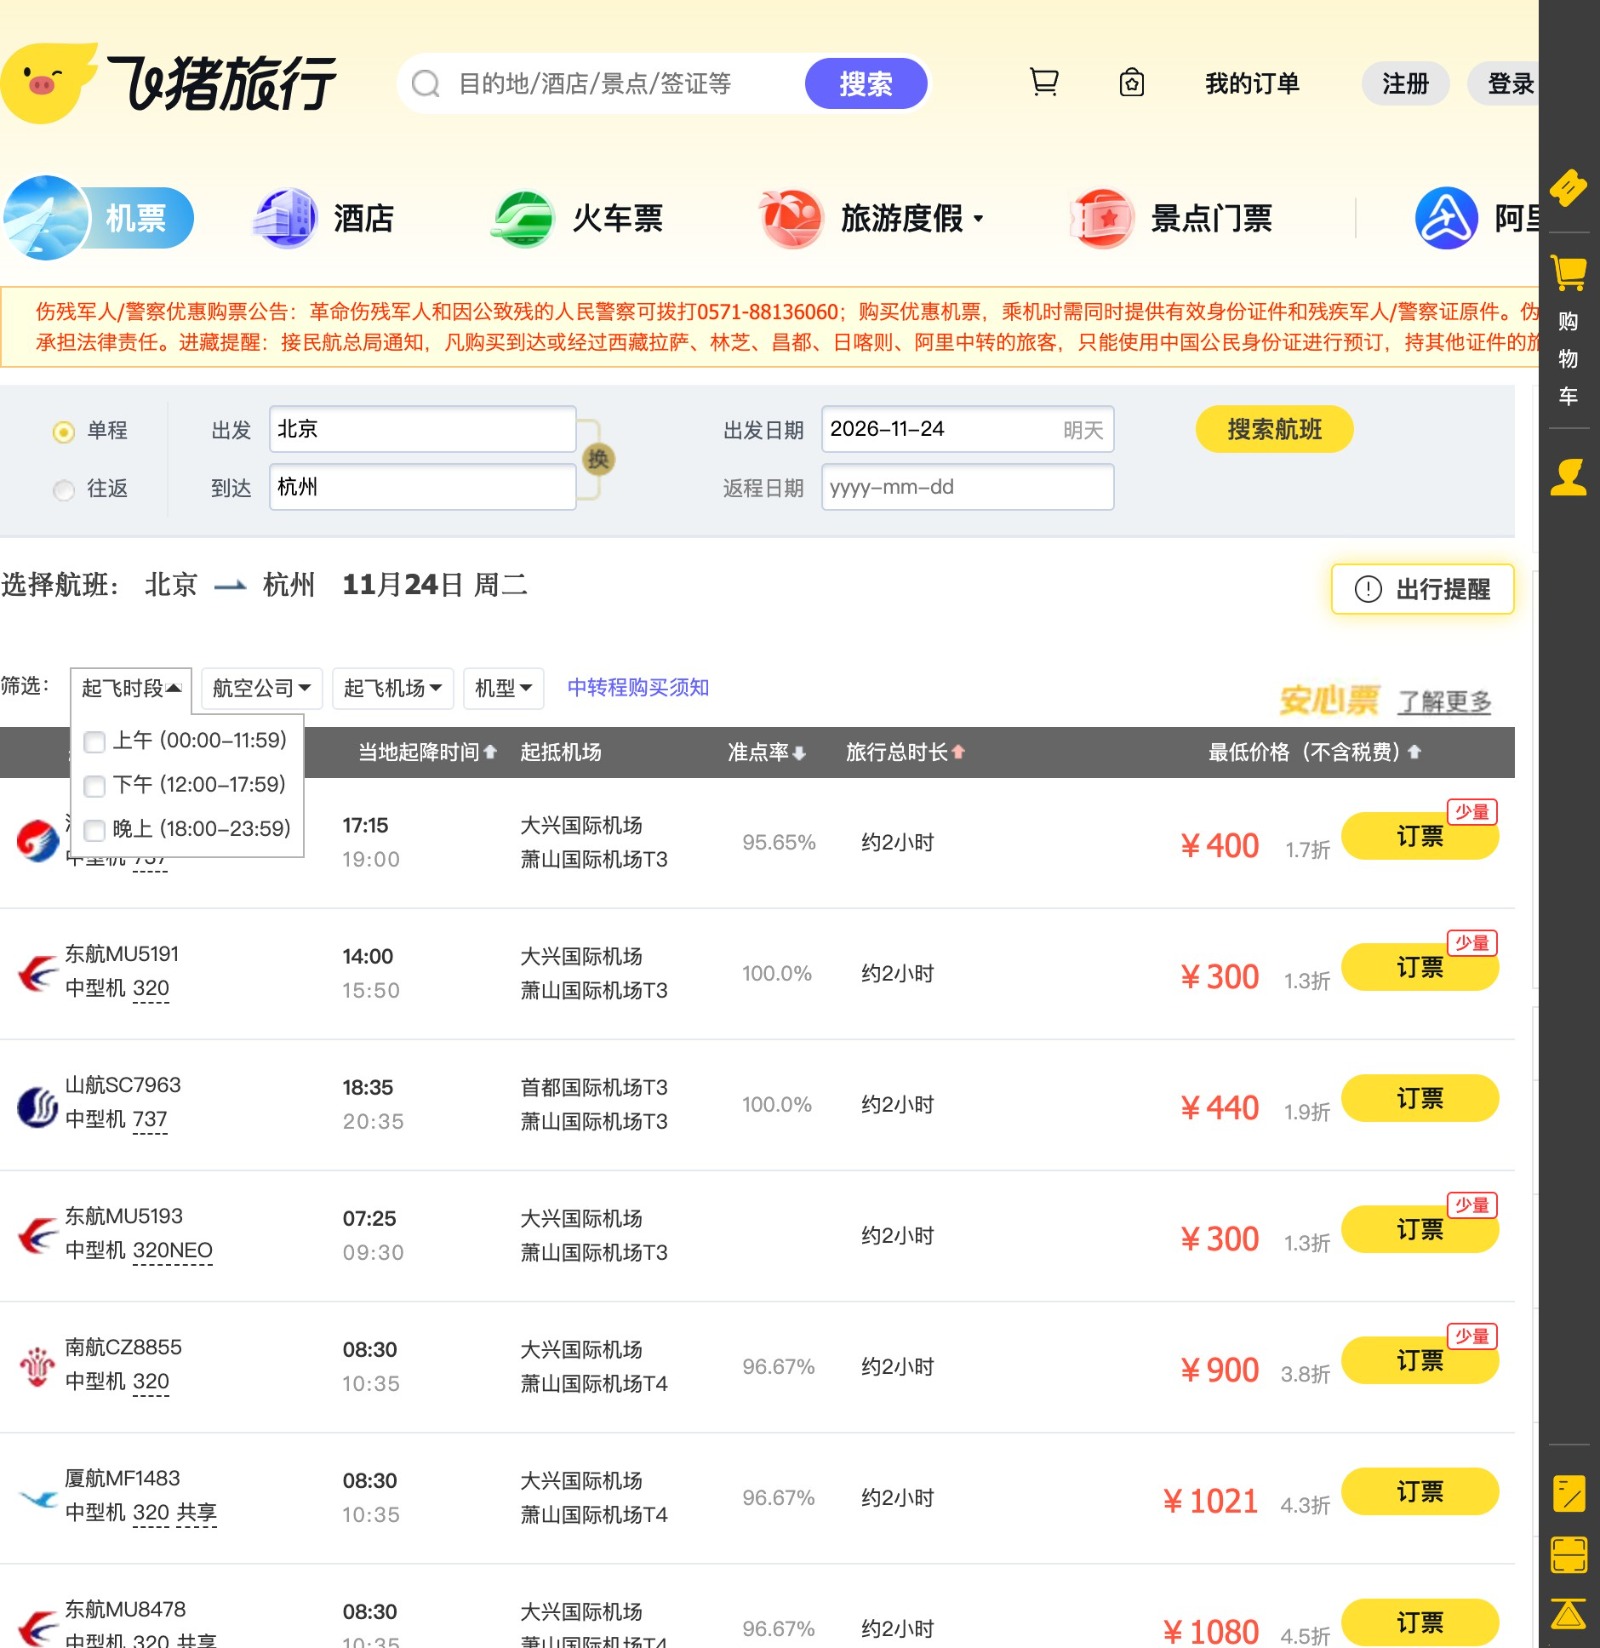 飞猪旅行
目的地/酒店/景点/签证等
搜索
我的订单
注册
登录
机票
酒店
火车票
旅游度假
景点门票
阿里
购物车
伤残军人/警察优惠购票公告：革命伤残军人和因公致残的人民警察可拨打0571-88136060；购买优惠机票，乘机时需同时提供有效身份证件和残疾军人/警察证原件。伪
承担法律责任。进藏提醒：接民航总局通知，凡购买到达或经过西藏拉萨、林芝、昌都、日喀则、阿里中转的旅客，只能使用中国公民身份证进行预订，持其他证件的旅
单程
出发 北京
出发日期 2026-11-24 明天
搜索航班
换
往返
到达 杭州
返程日期 yyyy-mm-dd
选择航班： 北京 杭州 11月24日 周二
出行提醒
筛选： 起飞时段 航空公司 起飞机场 机型 中转程购买须知
安心票 了解更多
上午 (00:00-11:59)
下午 (12:00-17:59)
晚上 (18:00-23:59)
当地起降时间 起抵机场 准点率 旅行总时长 最低价格（不含税费）
中型机 737
17:15
19:00
大兴国际机场
萧山国际机场T3
95.65%
约2小时
¥400 1.7折
订票
少量
东航MU5191
中型机 320
14:00
15:50
大兴国际机场
萧山国际机场T3
100.0%
约2小时
¥300 1.3折
订票
少量
山航SC7963
中型机 737
18:35
20:35
首都国际机场T3
萧山国际机场T3
100.0%
约2小时
¥440 1.9折
订票
东航MU5193
中型机 320NEO
07:25
09:30
大兴国际机场
萧山国际机场T3
约2小时
¥300 1.3折
订票
少量
南航CZ8855
中型机 320
08:30
10:35
大兴国际机场
萧山国际机场T4
96.67%
约2小时
¥900 3.8折
订票
少量
厦航MF1483
中型机 320 共享
08:30
10:35
大兴国际机场
萧山国际机场T4
96.67%
约2小时
¥1021 4.3折
订票
东航MU8478
中型机 320 共享
08:30
10:35
大兴国际机场
萧山国际机场T4
96.67%
约2小时
¥1080 4.5折
订票